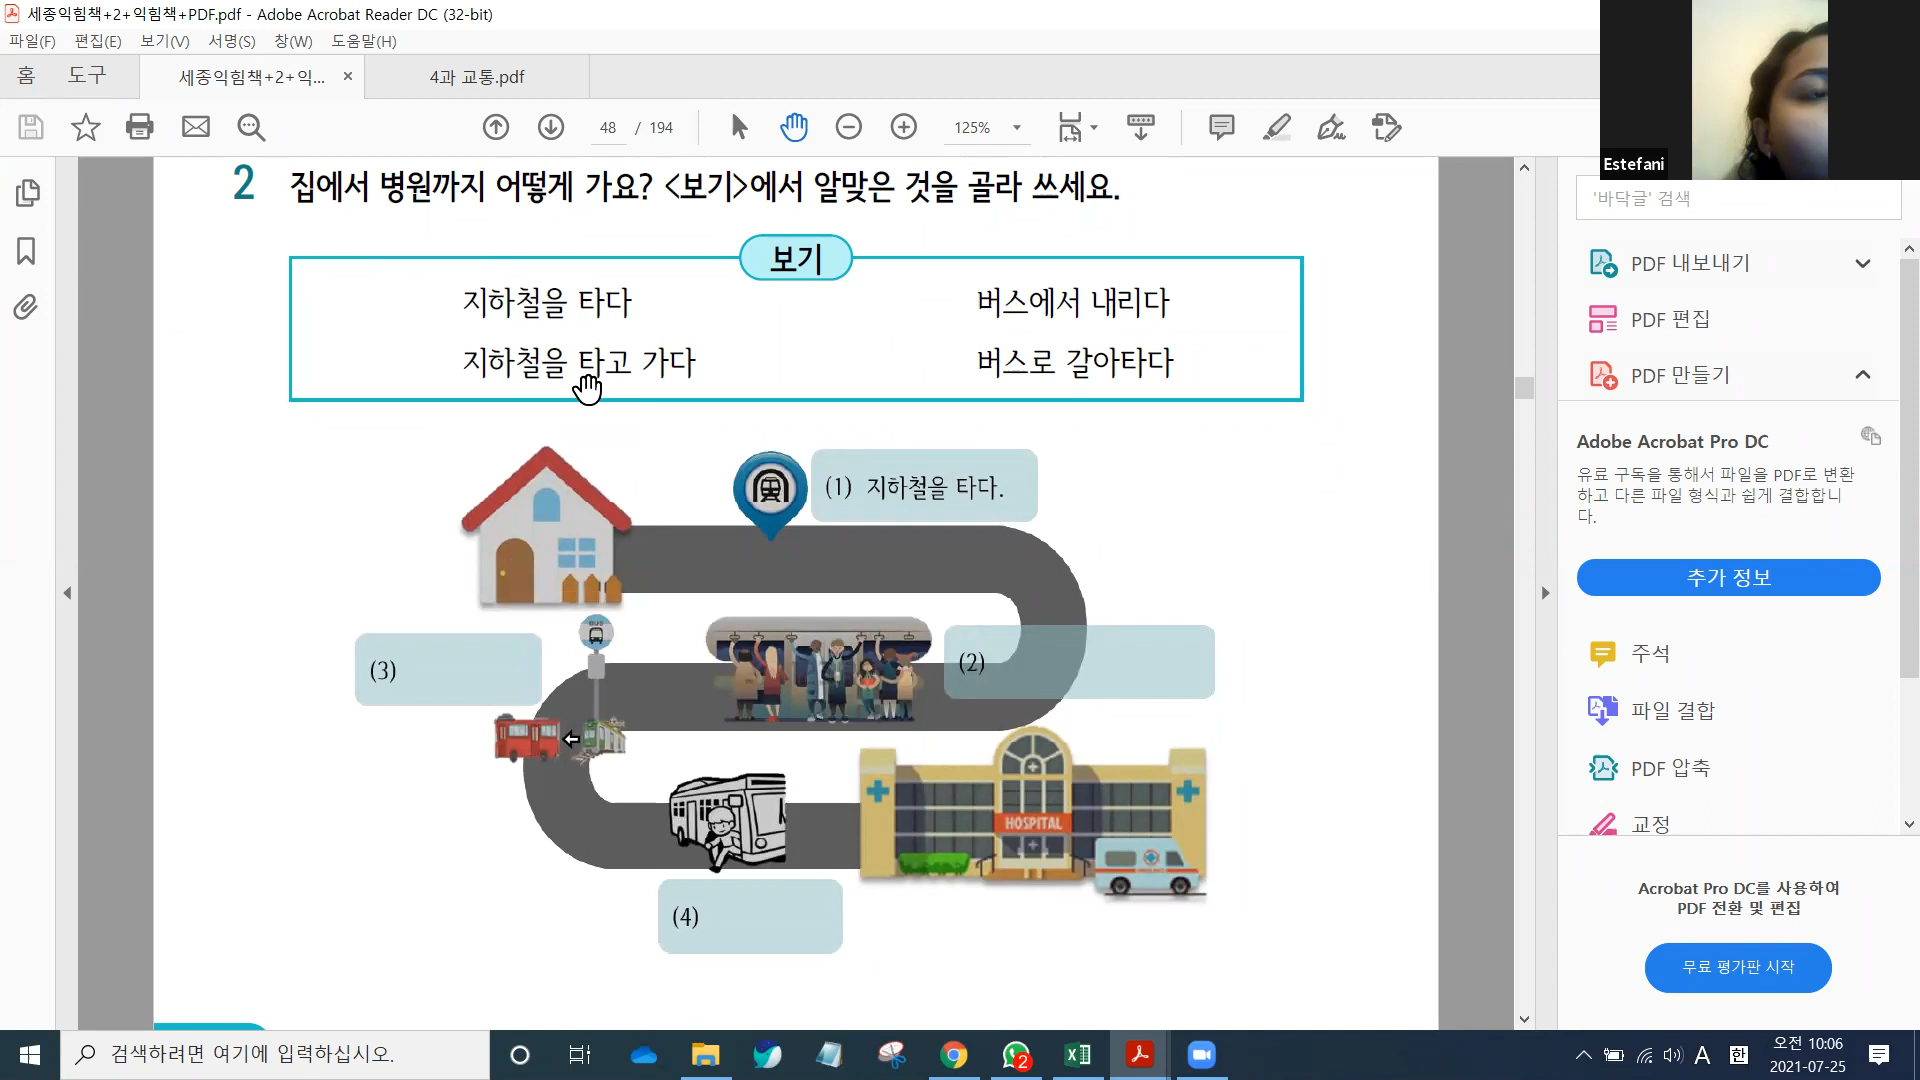 세종익힘책+2+익힘책+PDF.pdf - Adobe Acrobat Reader DC (32-bit)
파일(F) 편집(E) 보기(V) 서명(S) 창(W) 도움말(H)
홈 도구 세종익힘책+2+익... × 4과 교통.pdf
48 / 194 125%
Estefani
'바닥글' 검색
2 집에서 병원까지 어떻게 가요? <보기>에서 알맞은 것을 골라 쓰세요.
보기
지하철을 타다 버스에서 내리다
지하철을 타고 가다 버스로 갈아타다
(1) 지하철을 타다.
BUS
(2)
(3)
HOSPITAL
(4)
PDF 내보내기
PDF 편집
PDF 만들기
Adobe Acrobat Pro DC
유료 구독을 통해서 파일을 PDF로 변환
하고 다른 파일 형식과 쉽게 결합합니
다.
추가 정보
주석
파일 결합
PDF 압축
교정
Acrobat Pro DC를 사용하여
PDF 전환 및 편집
무료 평가판 시작
검색하려면 여기에 입력하십시오.
2
A 한
오전 10:06
2021-07-25